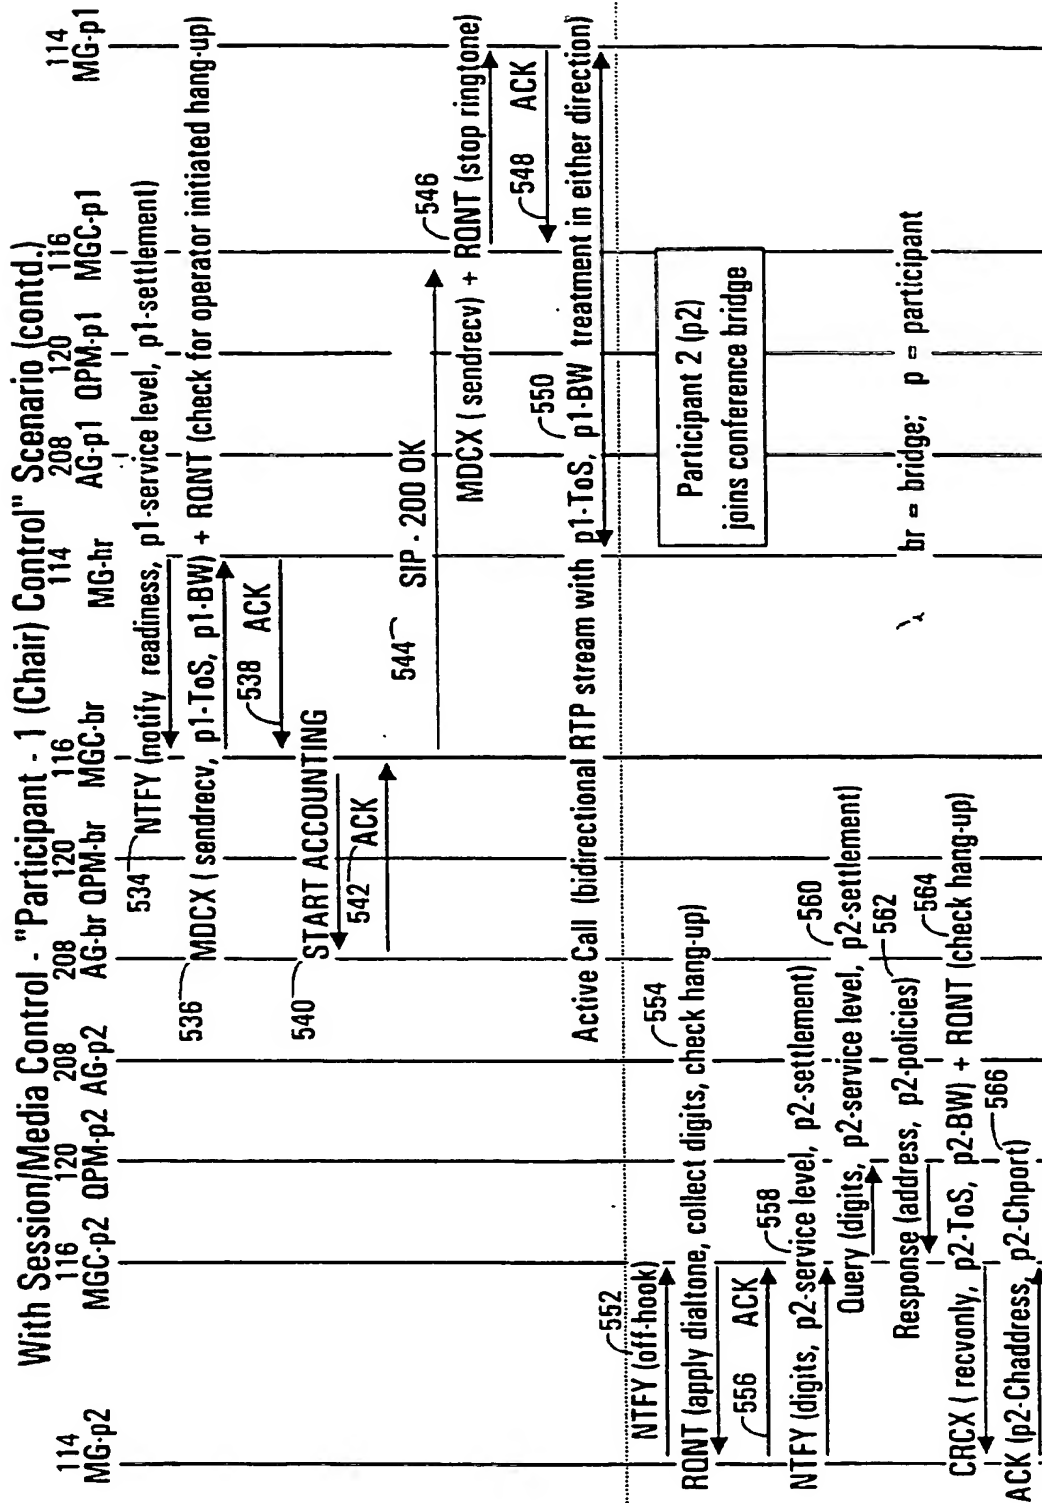 With Session/Media Control - "Participant - 1 (Chair) Control" Scenario (contd.)
114 116 120 208 208 120 116 114 208 120 116 114
MG-p2 MGC-p2 QPM-p2 AG-p2 AG-br QPM-br MGC-br MG-hr AG-p1 QPM-p1 MGC-p1 MG-p1
534 NTFY (notify readiness, p1-service level, p1-settlement)
536 MDCX ( sendrecv, p1-ToS, p1-BW) + RQNT (check for operator initiated hang-up)
538 ACK
540 START ACCOUNTING
542 ACK
544 SIP - 200 OK
546
MDCX ( sendrecv) + RQNT (stop ringtone)
548 ACK
550
Active Call (bidirectional RTP stream with p1-ToS, p1-BW treatment in either direction)
552
NTFY (off-hook)
554
RQNT (apply dialtone, collect digits, check hang-up)
556 ACK
558
NTFY (digits, p2-service level, p2-settlement)
560
Query (digits, p2-service level, p2-settlement)
562
Response (address, p2-policies)
564
CRCX ( recvonly, p2-ToS, p2-BW) + RQNT (check hang-up)
566
ACK (p2-Chaddress, p2-Chport)
Participant 2 (p2)
joins conference bridge
br = bridge; p = participant